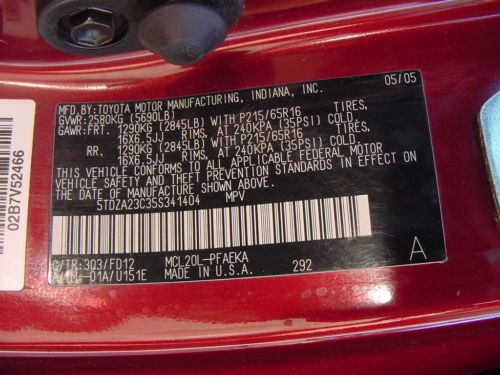 MFD. BY: TOYOTA MOTOR MANUFACTURING, INDIANA, INC. 05/05
GVWR: 2580KG (5690LB)
GAWR: FRT. 1290KG (2845LB) WITH P215/65R16 TIRES,
16X6.5JJ RIMS, AT 240KPA (35PSI) COLD.
RR. 1290KG (2845LB) WITH P215/65R16 TIRES,
16X6.5JJ RIMS, AT 240KPA (35PSI) COLD.
THIS VEHICLE CONFORMS TO ALL APPLICABLE FEDERAL MOTOR
VEHICLE SAFETY AND BUMPER STANDARDS IN EFFECT ON
THE DATE OF MANUFACTURE SHOWN ABOVE.
5TDZA23C35S341404 MPV
C/TR: 3Q3/FD12 MCL20L-PFAEKA
A/TM: -01A/U151E MADE IN U.S.A. 292 A
02B7V52466